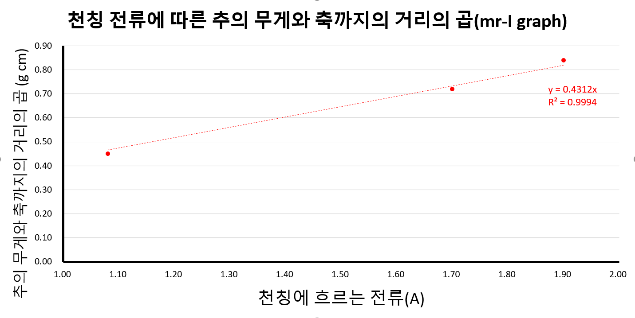 천칭 전류에 따른 추의 무게와 축까지의 거리의 곱(mr-I graph)
추의 무게와 축까지의 거리의 곱 (g cm)
0.90
0.80
0.70
0.60
0.50
0.40
0.30
0.20
0.10
0.00
y = 0.4312x
R² = 0.9994
1.00 1.10 1.20 1.30 1.40 1.50 1.60 1.70 1.80 1.90 2.00
천칭에 흐르는 전류(A)